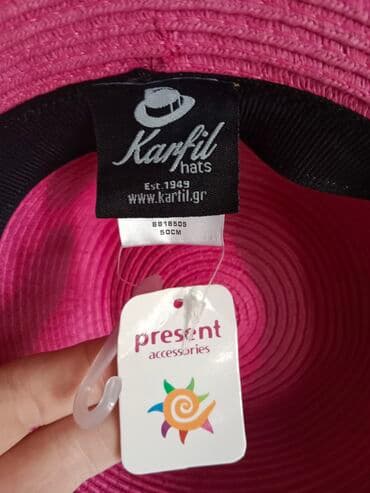 Karfil
hats
Est.1949
www.karfil.gr
50CM
present
accessories